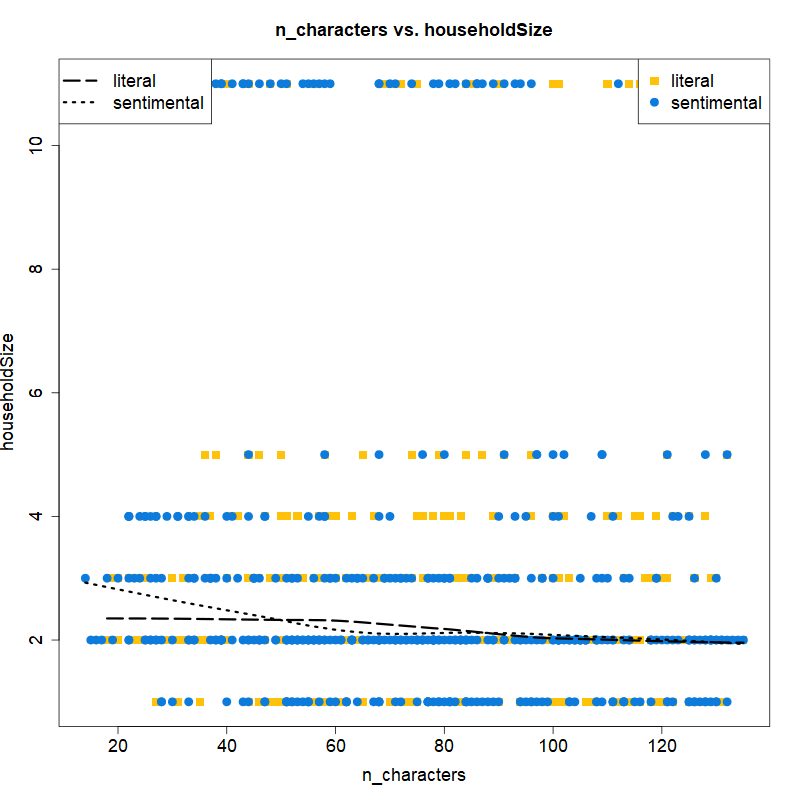 n_characters vs. householdSize
literal
sentimental
literal
sentimental
householdSize
10
8
6
4
2
20 40 60 80 100 120
n_characters